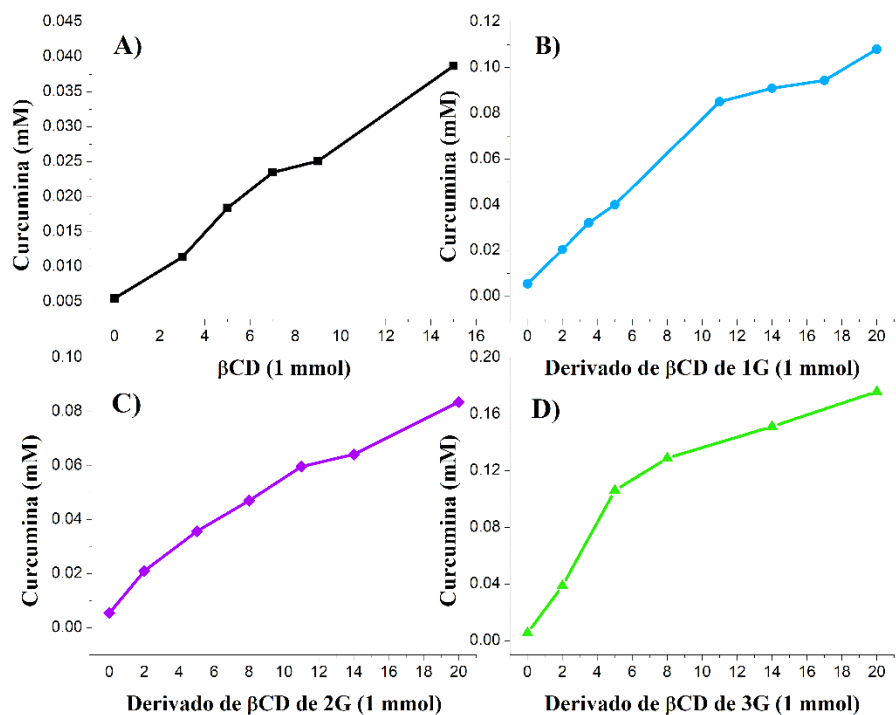 A)
Curcumina (mM)
0.045
0.040
0.035
0.030
0.025
0.020
0.015
0.010
0.005
0 2 4 6 8 10 12 14 16
βCD (1 mmol)
B)
Curcumina (mM)
0.12
0.10
0.08
0.06
0.04
0.02
0.00
0 2 4 6 8 10 12 14 16 18 20
Derivado de βCD de 1G (1 mmol)
C)
Curcumina (mM)
0.10
0.08
0.06
0.04
0.02
0.00
0 2 4 6 8 10 12 14 16 18 20
Derivado de βCD de 2G (1 mmol)
D)
Curcumina (mM)
0.20
0.16
0.12
0.08
0.04
0.00
0 2 4 6 8 10 12 14 16 18 20
Derivado de βCD de 3G (1 mmol)